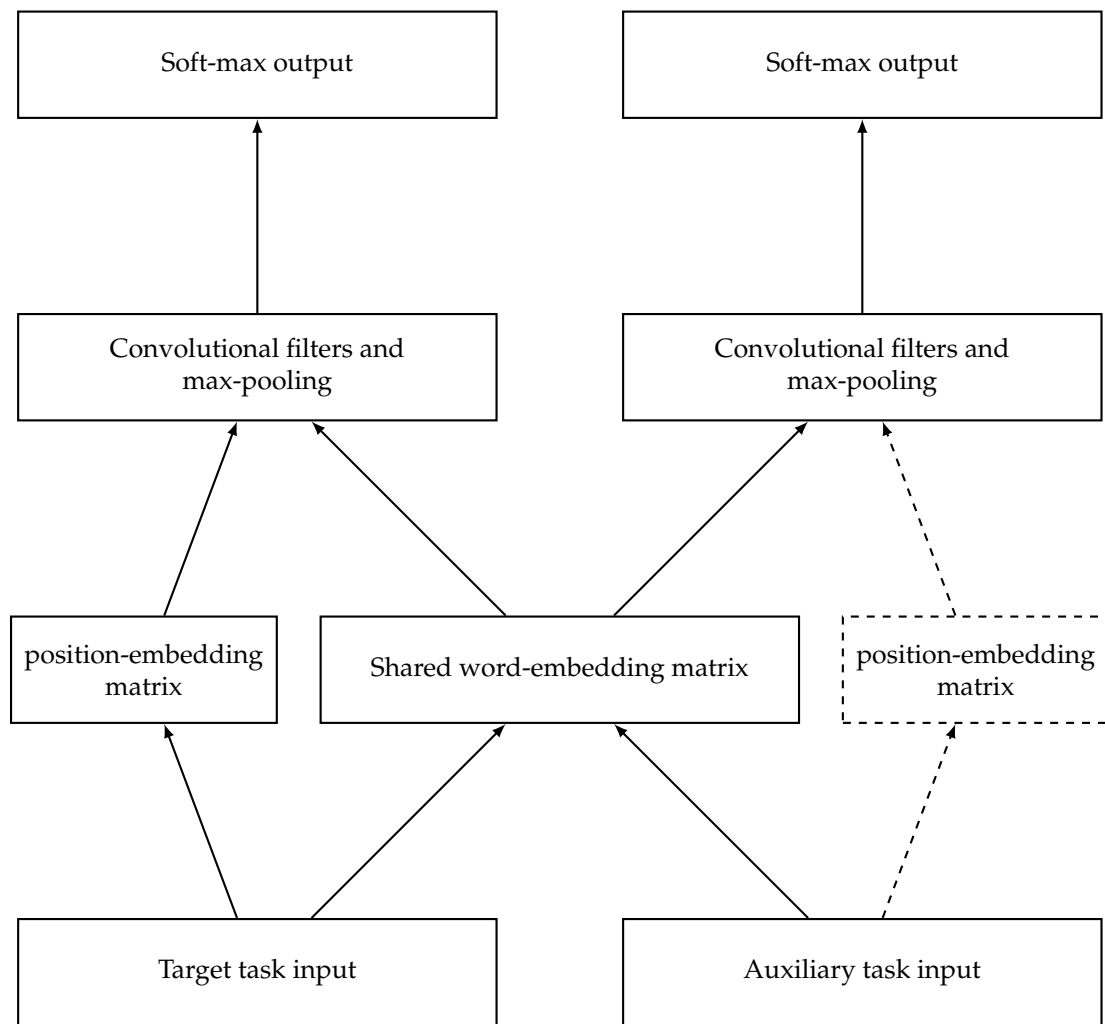 Soft-max output
Soft-max output
Convolutional filters and
max-pooling
Convolutional filters and
max-pooling
position-embedding
matrix
Shared word-embedding matrix
position-embedding
matrix
Target task input
Auxiliary task input